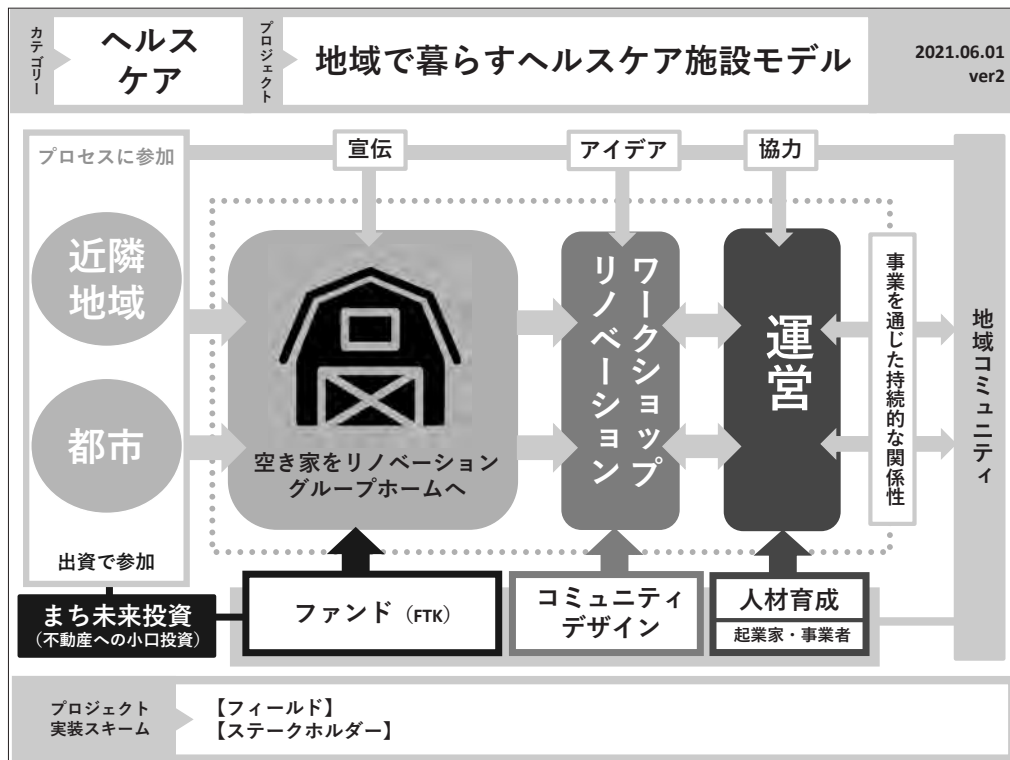 カテゴリー
ヘルス
ケア
プロジェクト
地域で暮らすヘルスケア施設モデル
2021.06.01
ver2
プロセスに参加
宣伝
アイデア
協力
近隣
地域
都市
出資で参加
空き家をリノベーション
グループホームへ
ワークショップ
リノベーション
運営
事業を通じた持続的な関係性
地域コミュニティ
まち未来投資
（不動産への小口投資）
ファンド（FTK）
コミュニティ
デザイン
人材育成
起業家・事業者
プロジェクト
実装スキーム
【フィールド】
【ステークホルダー】